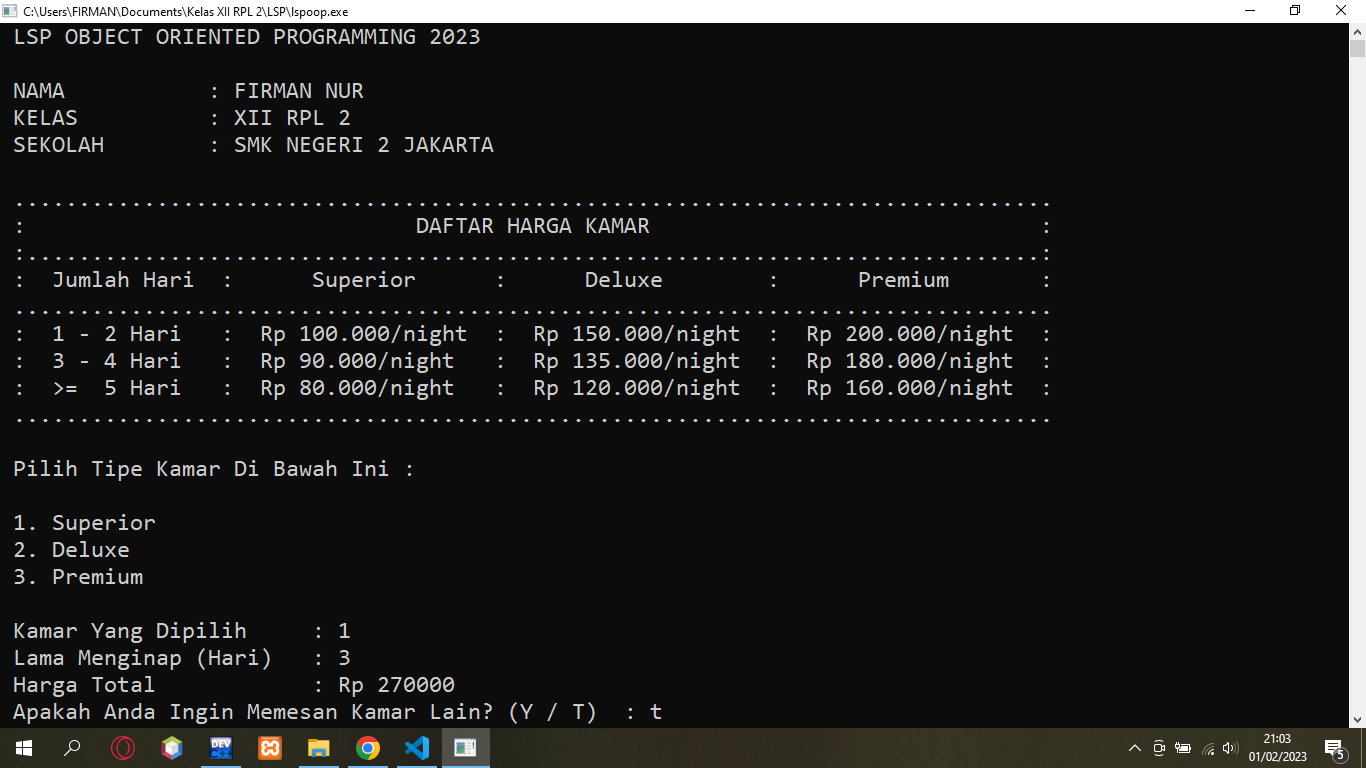 C:\Users\FIRMAN\Documents\Kelas XII RPL 2\LSP\lspoop.exe
LSP OBJECT ORIENTED PROGRAMMING 2023
NAMA : FIRMAN NUR
KELAS : XII RPL 2
SEKOLAH : SMK NEGERI 2 JAKARTA
................................................................................
: DAFTAR HARGA KAMAR :
:..............................................................................:
: Jumlah Hari : Superior : Deluxe : Premium :
................................................................................
: 1 - 2 Hari : Rp 100.000/night : Rp 150.000/night : Rp 200.000/night :
: 3 - 4 Hari : Rp 90.000/night : Rp 135.000/night : Rp 180.000/night :
: >= 5 Hari : Rp 80.000/night : Rp 120.000/night : Rp 160.000/night :
................................................................................
Pilih Tipe Kamar Di Bawah Ini :
1. Superior
2. Deluxe
3. Premium
Kamar Yang Dipilih : 1
Lama Menginap (Hari) : 3
Harga Total : Rp 270000
Apakah Anda Ingin Memesan Kamar Lain? (Y / T) : t
DEV
C++
21:03
01/02/2023
5